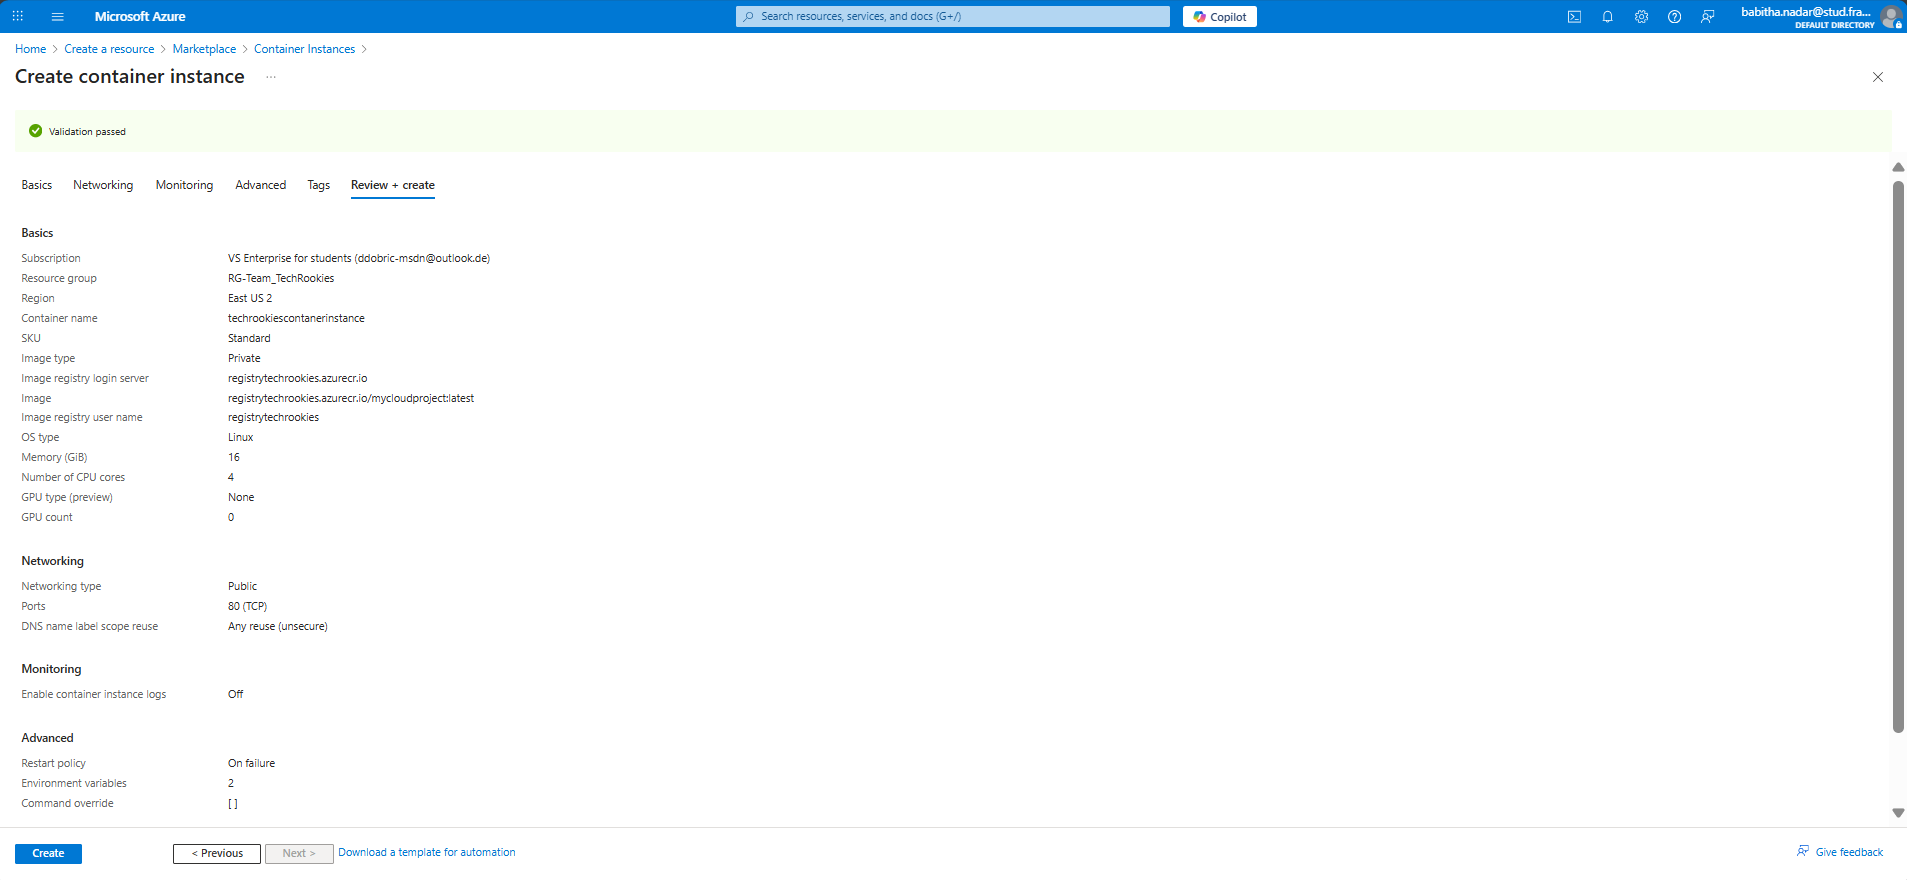 Microsoft Azure
Search resources, services, and docs (G+/)
Copilot
babitha.nadar@stud.fra...
DEFAULT DIRECTORY
Home > Create a resource > Marketplace > Container Instances >
Create container instance ...
Validation passed
Basics Networking Monitoring Advanced Tags Review + create
Basics
Subscription VS Enterprise for students (ddobric-msdn@outlook.de)
Resource group RG-Team_TechRookies
Region East US 2
Container name techrookiescontanerinstance
SKU Standard
Image type Private
Image registry login server registrytechrookies.azurecr.io
Image registrytechrookies.azurecr.io/mycloudproject:latest
Image registry user name registrytechrookies
OS type Linux
Memory (GiB) 16
Number of CPU cores 4
GPU type (preview) None
GPU count 0
Networking
Networking type Public
Ports 80 (TCP)
DNS name label scope reuse Any reuse (unsecure)
Monitoring
Enable container instance logs Off
Advanced
Restart policy On failure
Environment variables 2
Command override [ ]
Create < Previous Next > Download a template for automation Give feedback